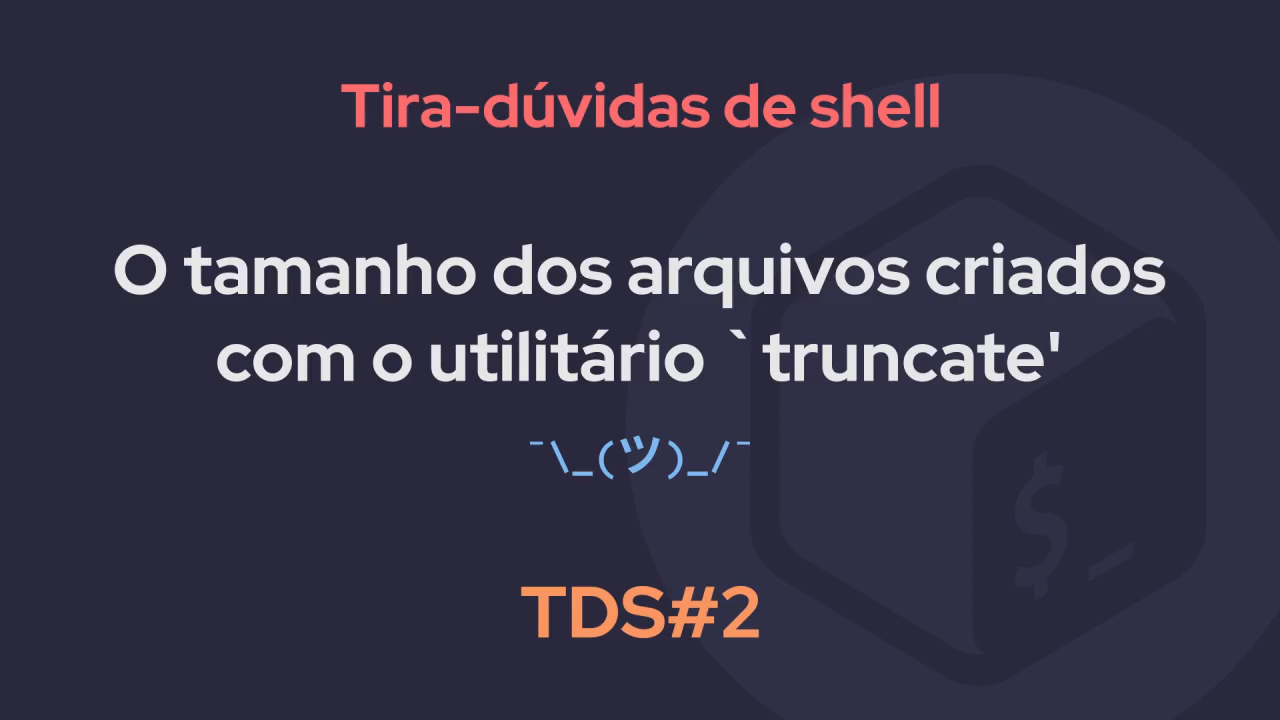 Tira-dúvidas de shell
O tamanho dos arquivos criados
com o utilitário `truncate'
¯\_(ツ)_/¯
$_
TDS#2